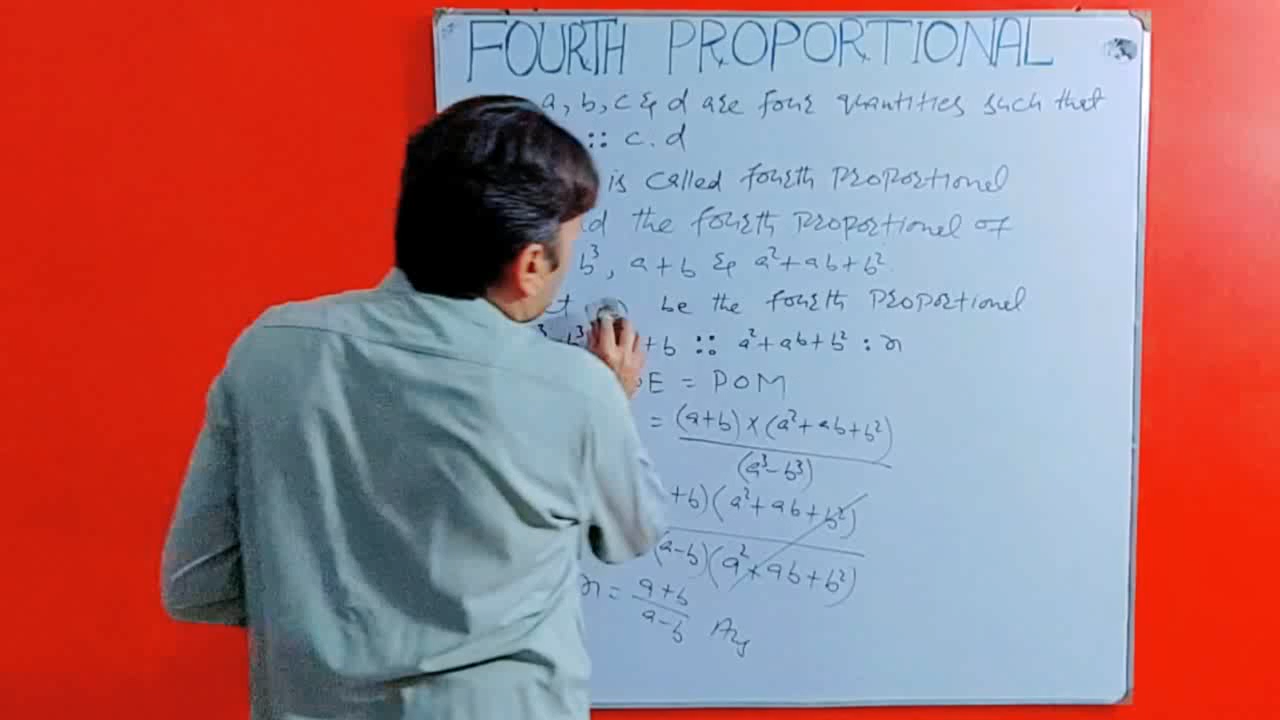 FOURTH PROPORTIONAL
a, b, c & d are four quantities such that
:: c . d
is called fourth proportional
the fourth proportional of
b³, a + b & a² + ab + b²
be the fourth proportional
+ b :: a² + ab + b² : x
E = POM
= (a+b) × (a² + ab + b²)
(a³ - b³)
+ b) (a² + ab + b²)
(a-b) (a² + ab + b²)
x = a+b
a-b Ans